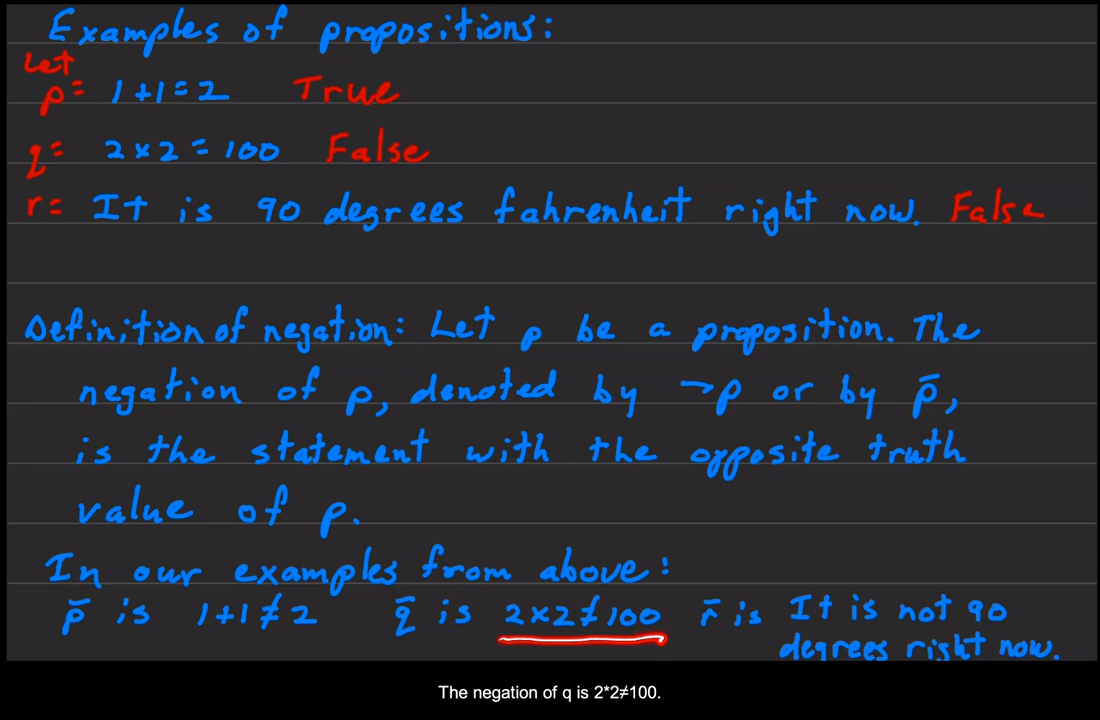 Examples of propositions:
Let
p= 1+1=2 True
q= 2×2=100 False
r= It is 90 degrees fahrenheit right now. False
Definition of negation: Let p be a proposition. The
negation of p, denoted by ¬p or by p̄,
is the statement with the opposite truth
value of p.
In our examples from above:
p̄ is 1+1≠2 q̄ is 2×2≠100 r̄ is It is not 90
degrees right now.
The negation of q is 2*2≠100.